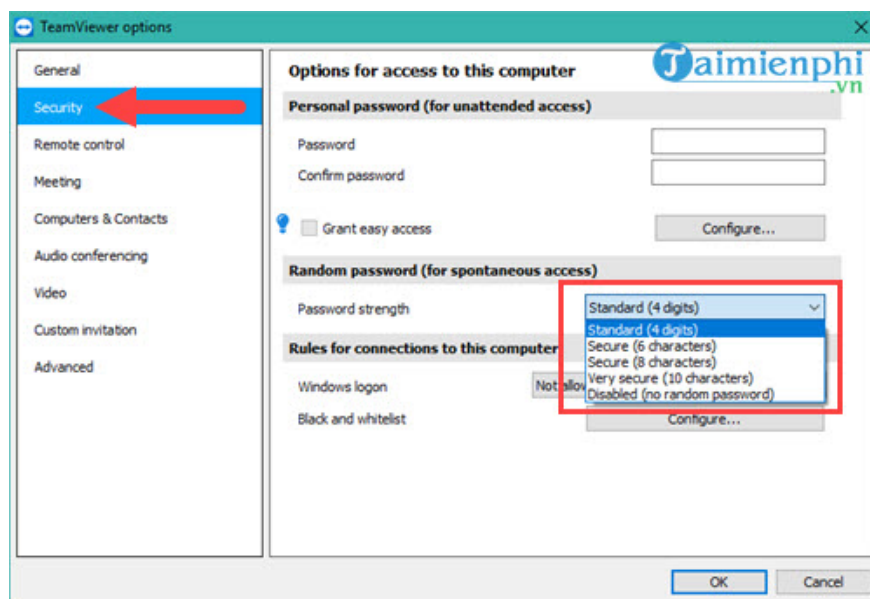 TeamViewer options
General
Security
Remote control
Meeting
Computers & Contacts
Audio conferencing
Video
Custom invitation
Advanced
Options for access to this computer
Taimienphi
.vn
Personal password (for unattended access)
Password
Confirm password
Grant easy access
Configure...
Random password (for spontaneous access)
Password strength
Standard (4 digits)
Standard (4 digits)
Secure (6 characters)
Secure (8 characters)
Very secure (10 characters)
Disabled (no random password)
Rules for connections to this computer
Windows logon
Not allow
Black and whitelist
Configure...
OK
Cancel